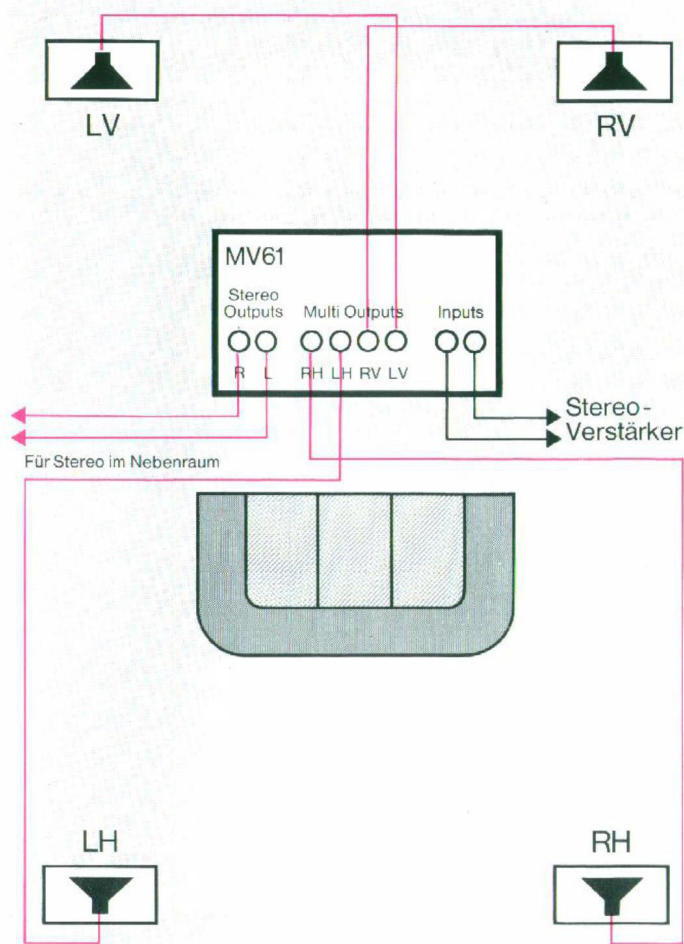 LV
RV
MV61
Stereo
Outputs
Multi Outputs
Inputs
R L RH LH RV LV
Stereo-
Verstärker
Für Stereo im Nebenraum
LH
RH